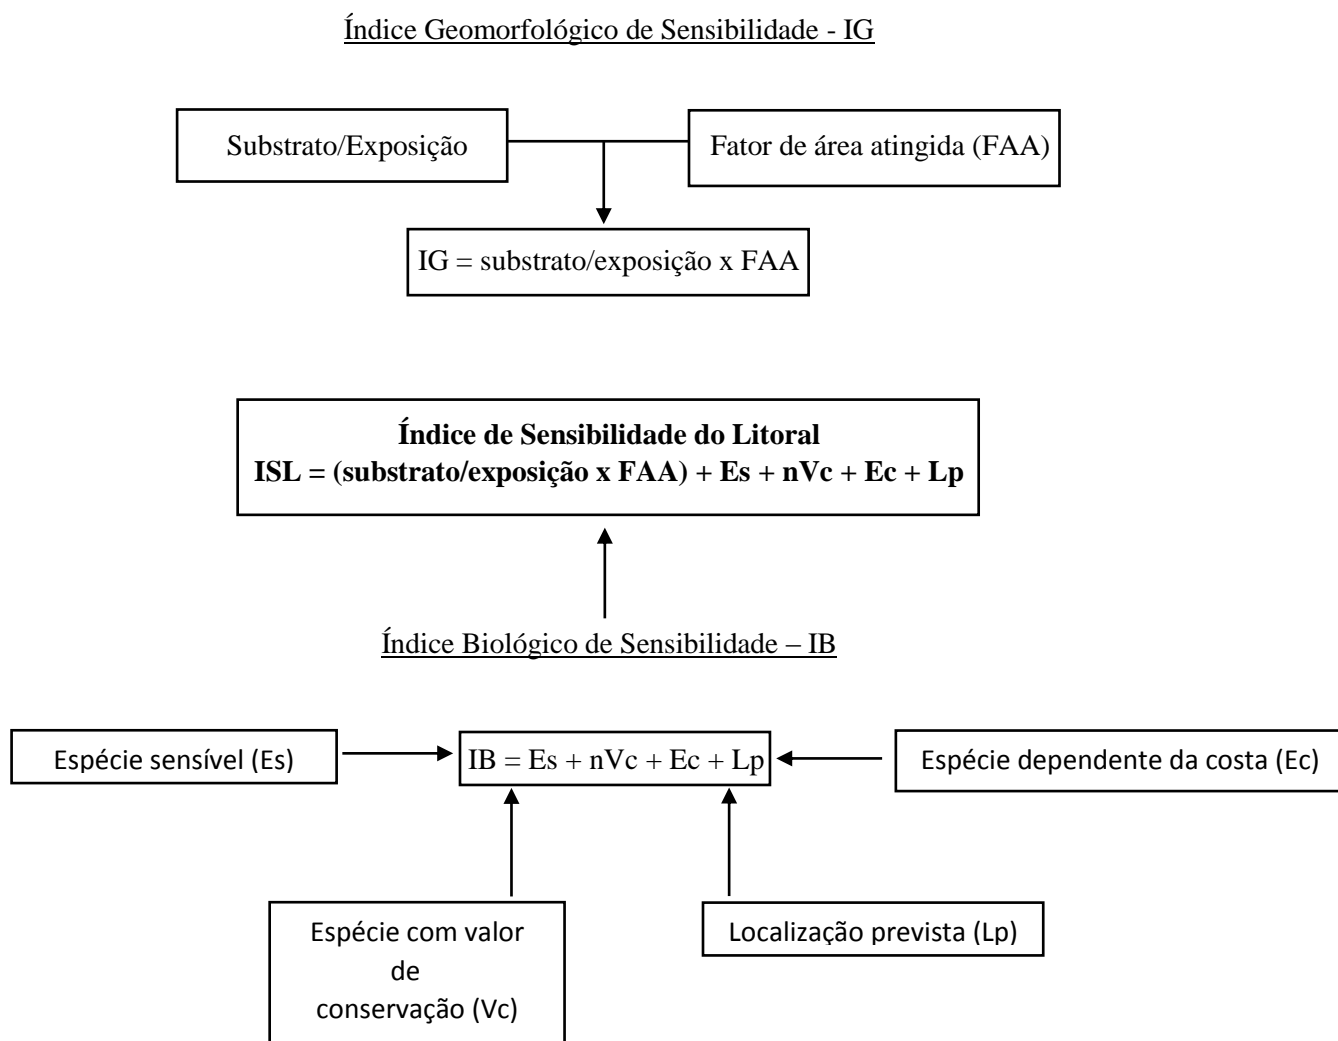 Índice Geomorfológico de Sensibilidade - IG
Substrato/Exposição
Fator de área atingida (FAA)
IG = substrato/exposição x FAA
Índice de Sensibilidade do Litoral
ISL = (substrato/exposição x FAA) + Es + nVc + Ec + Lp
Índice Biológico de Sensibilidade – IB
Espécie sensível (Es)
IB = Es + nVc + Ec + Lp
Espécie dependente da costa (Ec)
Espécie com valor
de
conservação (Vc)
Localização prevista (Lp)